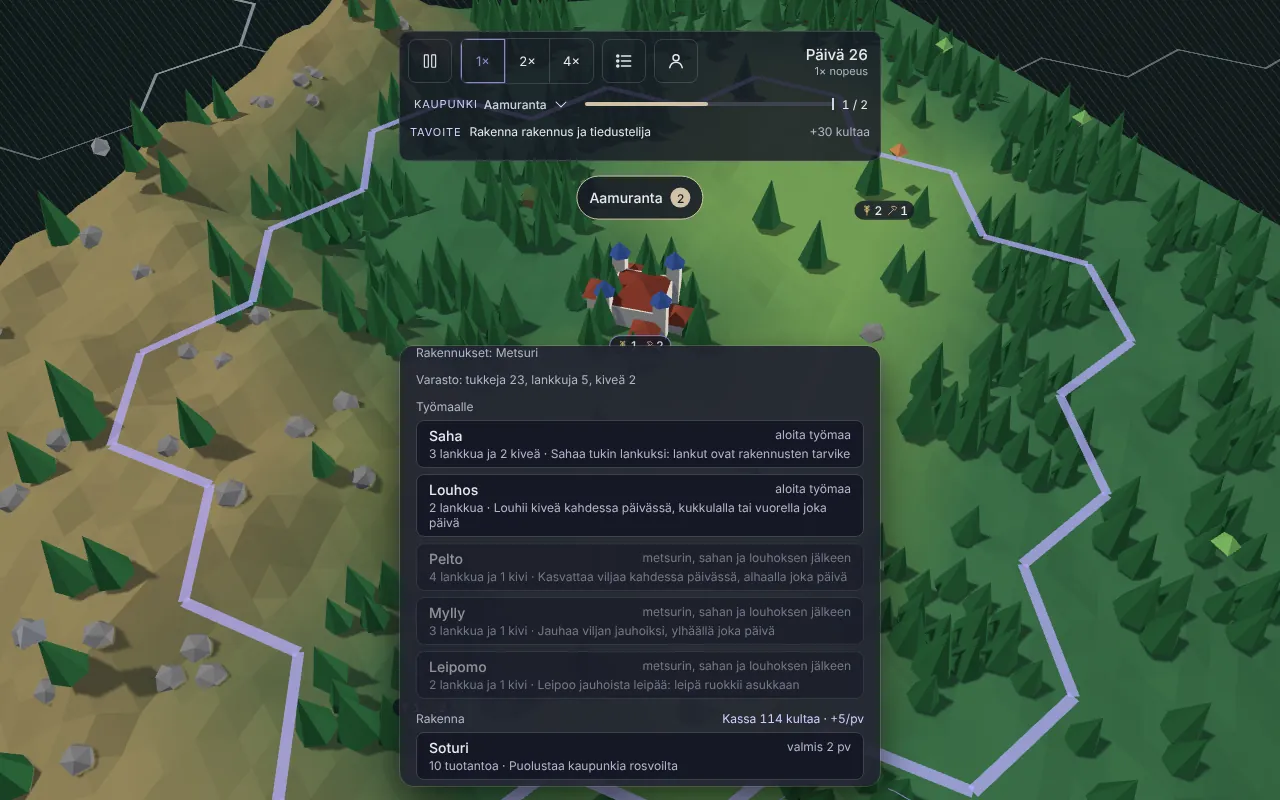 1× 2× 4× Päivä 26
1× nopeus
KAUPUNKI Aamuranta 1 / 2
TAVOITE Rakenna rakennus ja tiedustelija +30 kultaa
Aamuranta 2
2 1
1 2
Rakennukset: Metsuri
Varasto: tukkeja 23, lankkuja 5, kiveä 2
Työmaalle
Saha aloita työmaa
3 lankkua ja 2 kiveä · Sahaa tukin lankuksi: lankut ovat rakennusten tarvike
Louhos aloita työmaa
2 lankkua · Louhii kiveä kahdessa päivässä, kukkulalla tai vuorella joka
päivä
Pelto metsurin, sahan ja louhoksen jälkeen
4 lankkua ja 1 kivi · Kasvattaa viljaa kahdessa päivässä, alhaalla joka päivä
Mylly metsurin, sahan ja louhoksen jälkeen
3 lankkua ja 1 kivi · Jauhaa viljan jauhoiksi, ylhäällä joka päivä
Leipomo metsurin, sahan ja louhoksen jälkeen
2 lankkua ja 1 kivi · Leipoo jauhoista leipää: leipä ruokkii asukkaan
Rakenna Kassa 114 kultaa · +5/pv
Soturi valmis 2 pv
10 tuotantoa · Puolustaa kaupunkia rosvoilta